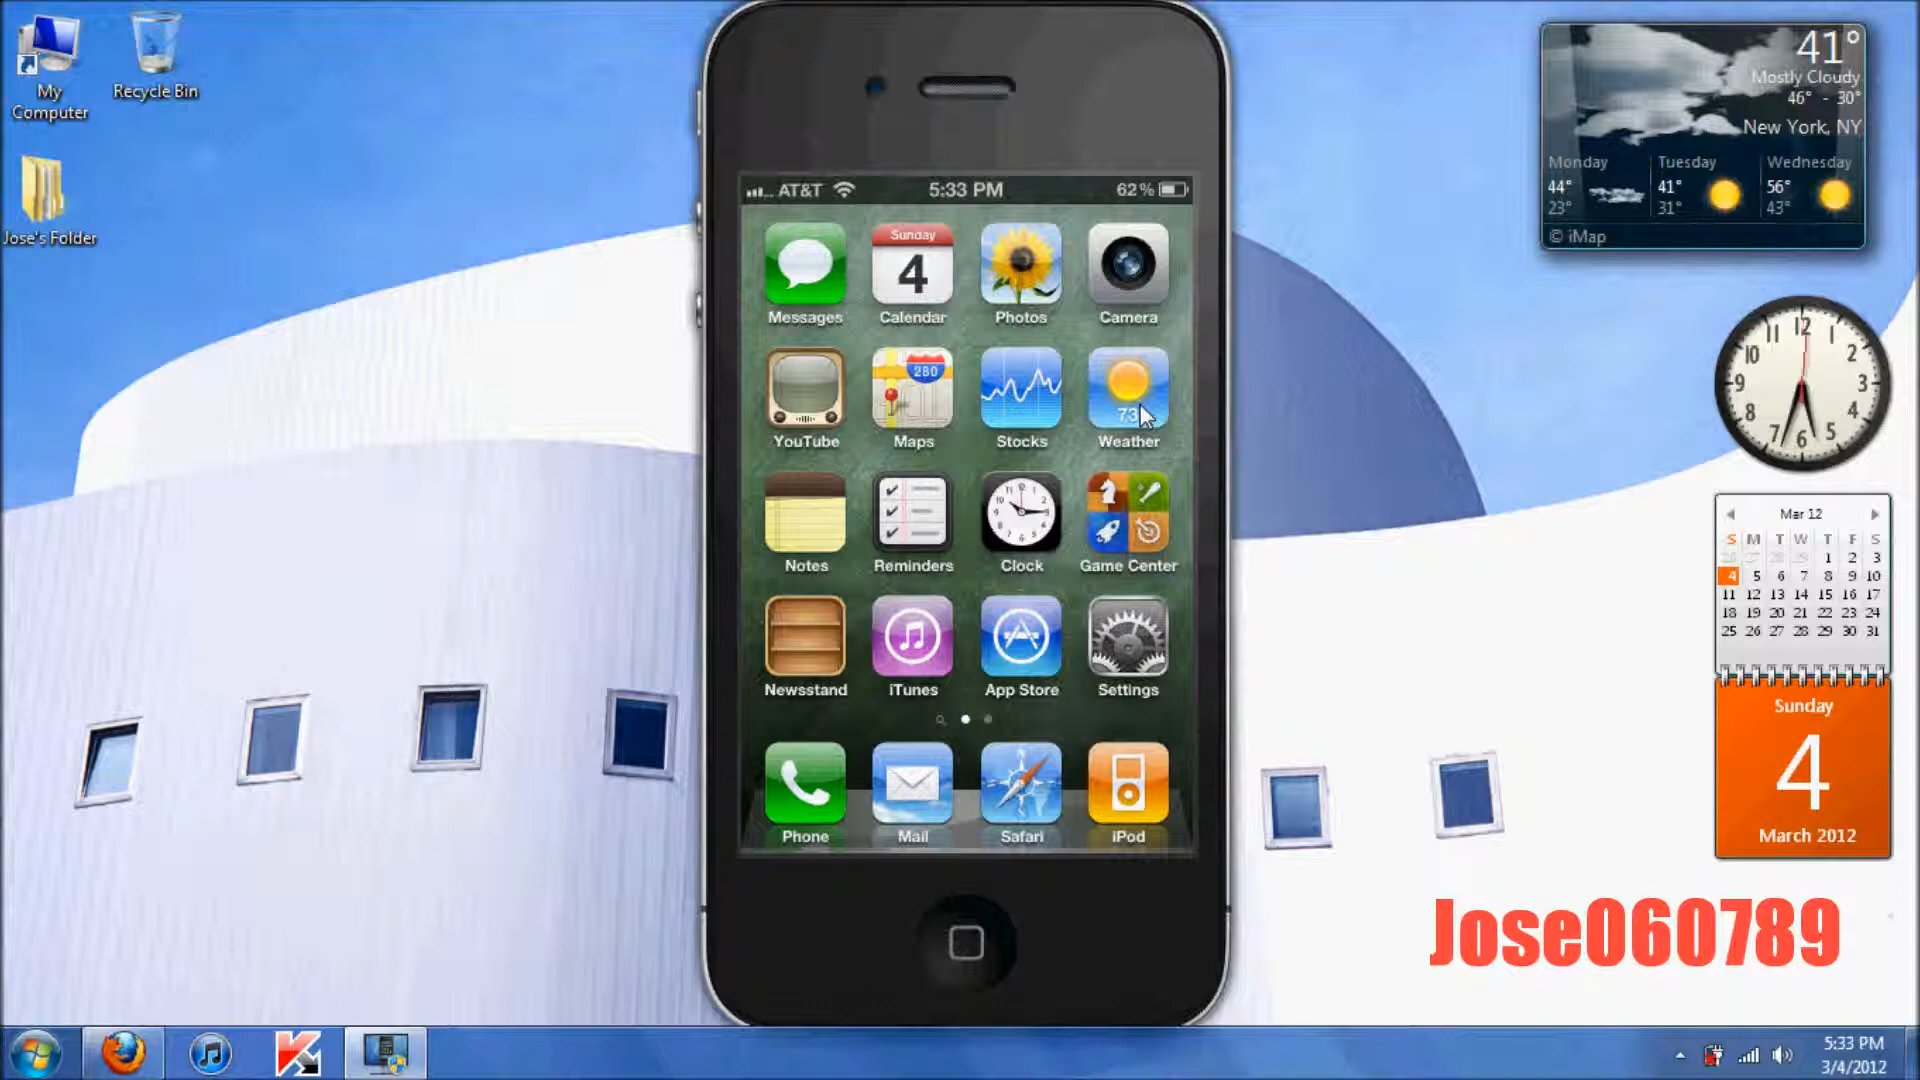 My
Computer
Recycle Bin
Jose's Folder
AT&T
5:33 PM
62%
Sunday
4
Messages
Calendar
Photos
Camera
280
73
YouTube
Maps
Stocks
Weather
Notes
Reminders
Clock
Game Center
Newsstand
iTunes
App Store
Settings
Phone
Mail
Safari
iPod
41°
Mostly Cloudy
46° - 30°
New York, NY
Monday Tuesday Wednesday
44° 41° 56°
23° 31° 43°
© iMap
12
11 1
10 2
9 3
8 4
7 5
6
Mar 12
S M T W T F S
26 27 28 29 1 2 3
4 5 6 7 8 9 10
11 12 13 14 15 16 17
18 19 20 21 22 23 24
25 26 27 28 29 30 31
Sunday
4
March 2012
Jose060789
5:33 PM
3/4/2012